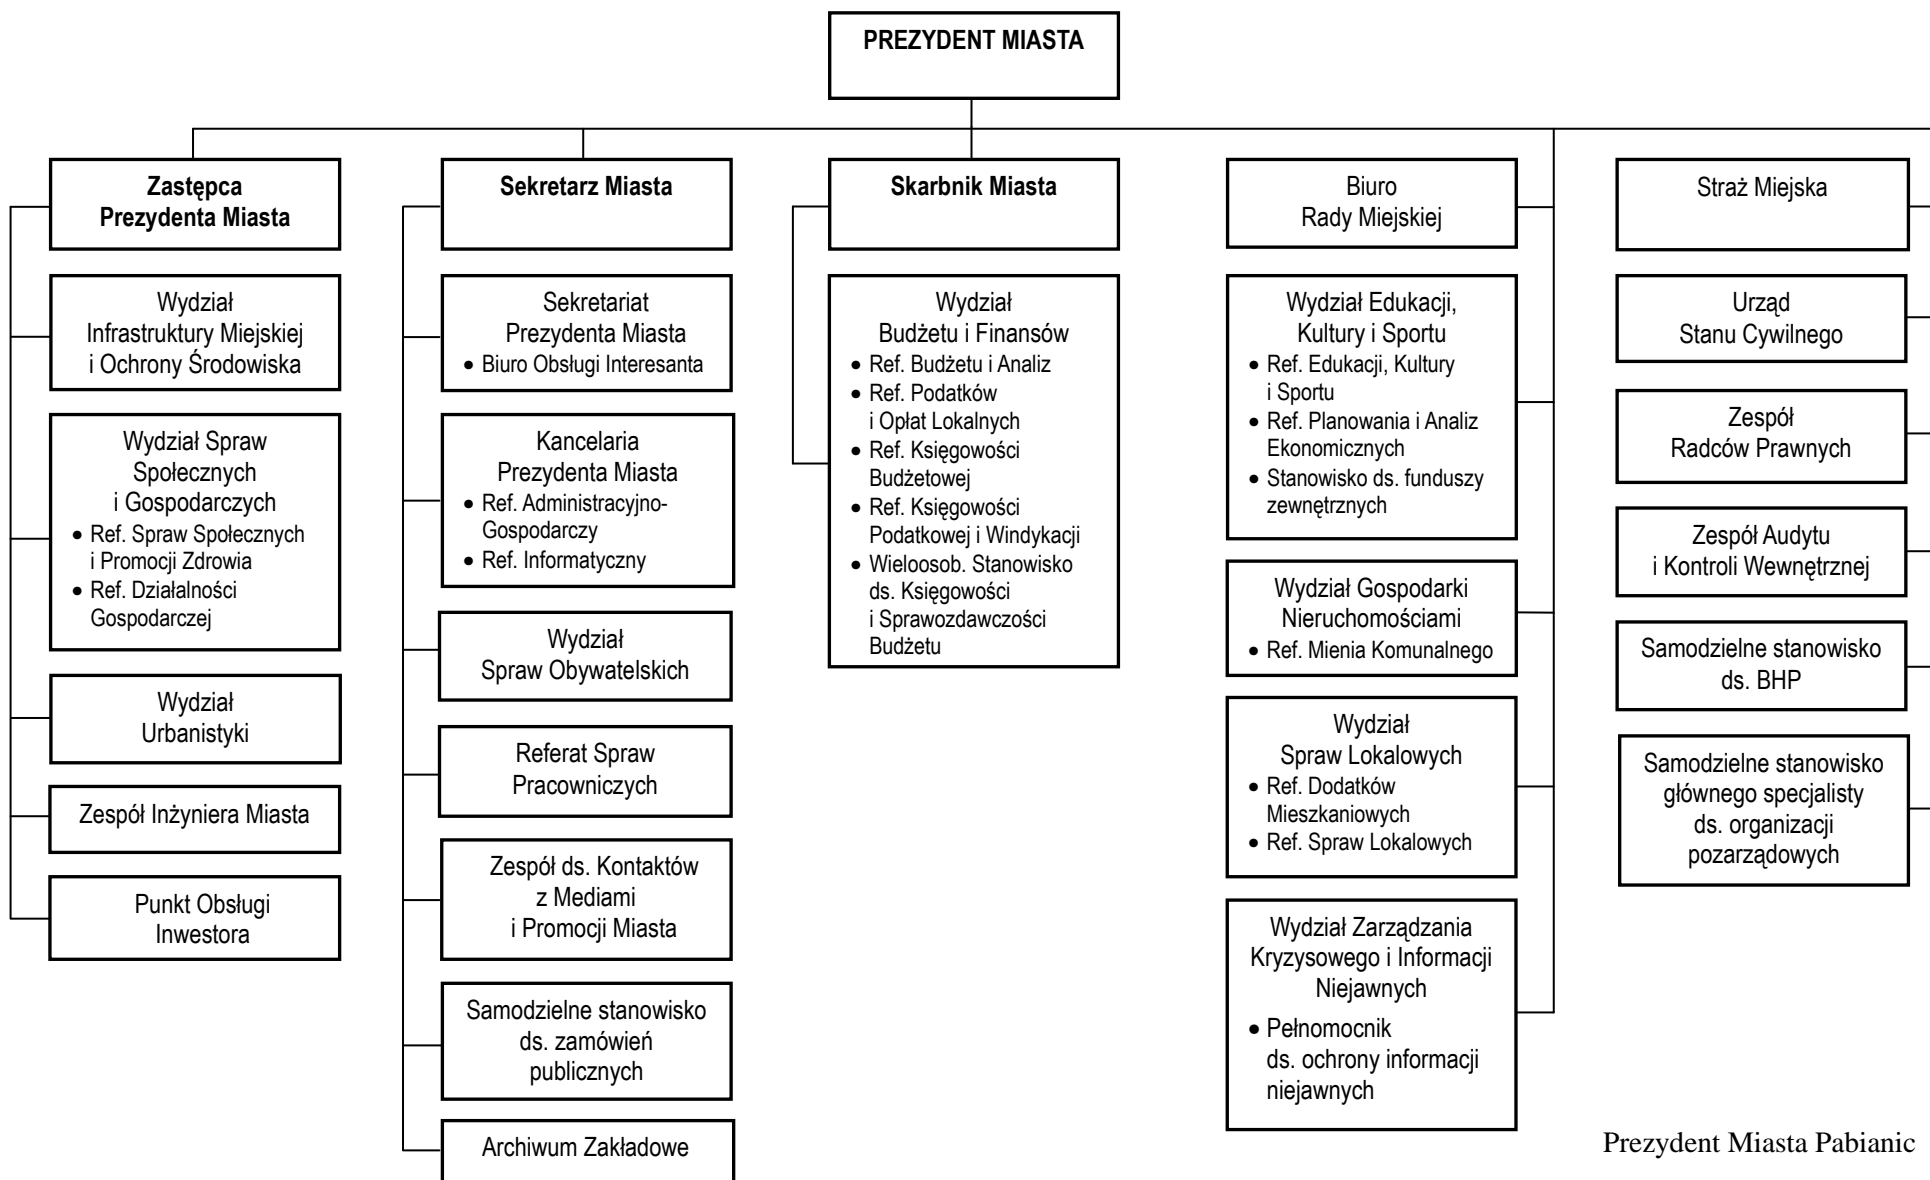 PREZYDENT MIASTA
Zastępca
Prezydenta Miasta
Wydział
Infrastruktury Miejskiej
i Ochrony Środowiska
Wydział Spraw
Społecznych
i Gospodarczych
• Ref. Spraw Społecznych
i Promocji Zdrowia
• Ref. Działalności
Gospodarczej
Wydział
Urbanistyki
Zespół Inżyniera Miasta
Punkt Obsługi
Inwestora
Sekretarz Miasta
Sekretariat
Prezydenta Miasta
• Biuro Obsługi Interesanta
Kancelaria
Prezydenta Miasta
• Ref. Administracyjno-
Gospodarczy
• Ref. Informatyczny
Wydział
Spraw Obywatelskich
Referat Spraw
Pracowniczych
Zespół ds. Kontaktów
z Mediami
i Promocji Miasta
Samodzielne stanowisko
ds. zamówień
publicznych
Archiwum Zakładowe
Skarbnik Miasta
Wydział
Budżetu i Finansów
• Ref. Budżetu i Analiz
• Ref. Podatków
i Opłat Lokalnych
• Ref. Księgowości
Budżetowej
• Ref. Księgowości
Podatkowej i Windykacji
• Wieloosob. Stanowisko
ds. Księgowości
i Sprawozdawczości
Budżetu
Biuro
Rady Miejskiej
Wydział Edukacji,
Kultury i Sportu
• Ref. Edukacji, Kultury
i Sportu
• Ref. Planowania i Analiz
Ekonomicznych
• Stanowisko ds. funduszy
zewnętrznych
Wydział Gospodarki
Nieruchomościami
• Ref. Mienia Komunalnego
Wydział
Spraw Lokalowych
• Ref. Dodatków
Mieszkaniowych
• Ref. Spraw Lokalowych
Wydział Zarządzania
Kryzysowego i Informacji
Niejawnych
• Pełnomocnik
ds. ochrony informacji
niejawnych
Straż Miejska
Urząd
Stanu Cywilnego
Zespół
Radców Prawnych
Zespół Audytu
i Kontroli Wewnętrznej
Samodzielne stanowisko
ds. BHP
Samodzielne stanowisko
głównego specjalisty
ds. organizacji
pozarządowych
Prezydent Miasta Pabianic